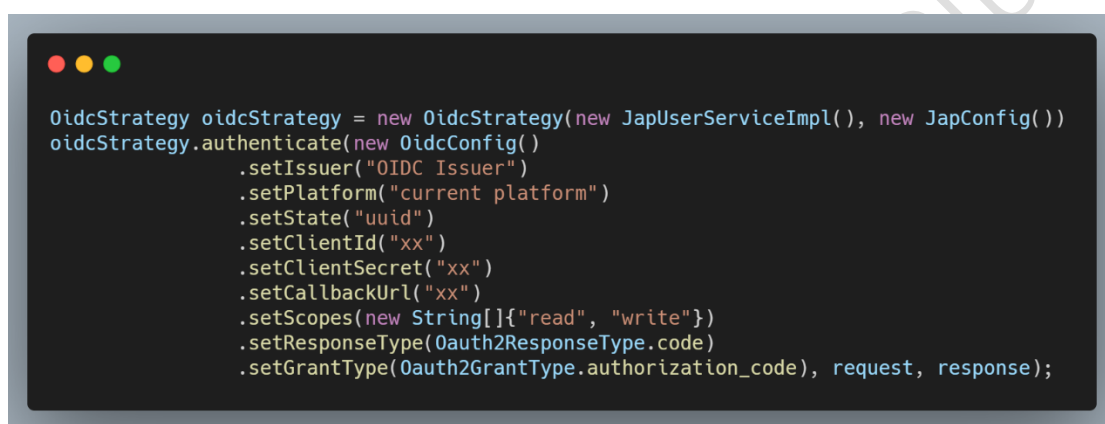 OidcStrategy oidcStrategy = new OidcStrategy(new JapUserServiceImpl(), new JapConfig())
oidcStrategy.authenticate(new OidcConfig()
.setIssuer("OIDC Issuer")
.setPlatform("current platform")
.setState("uuid")
.setClientId("xx")
.setClientSecret("xx")
.setCallbackUrl("xx")
.setScopes(new String[]{"read", "write"})
.setResponseType(Oauth2ResponseType.code)
.setGrantType(Oauth2GrantType.authorization_code), request, response);